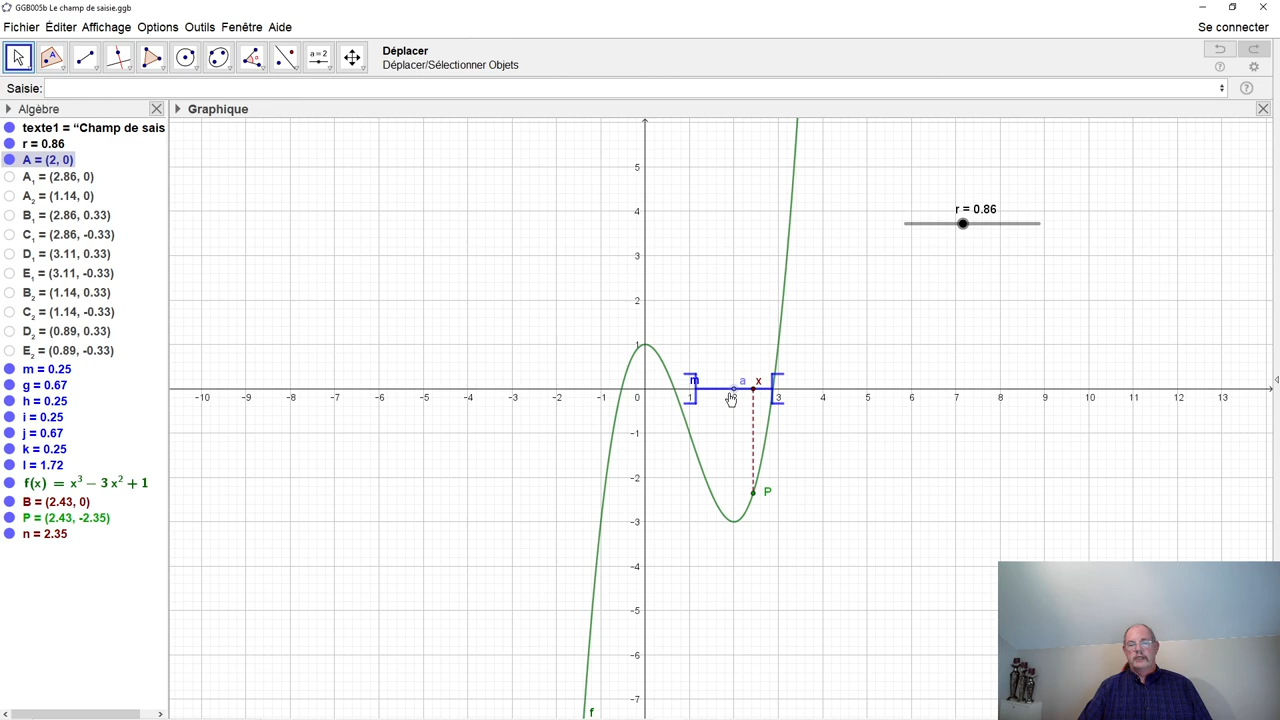 GGB005b Le champ de saisie.ggb
Fichier Éditer Affichage Options Outils Fenêtre Aide
Se connecter
A
α
a=2
Déplacer
Déplacer/Sélectionner Objets
?
Saisie:
?
Algèbre
Graphique
texte1 = “Champ de sais
r = 0.86
A = (2, 0)
A₁ = (2.86, 0)
A₂ = (1.14, 0)
B₁ = (2.86, 0.33)
C₁ = (2.86, -0.33)
D₁ = (3.11, 0.33)
E₁ = (3.11, -0.33)
B₂ = (1.14, 0.33)
C₂ = (1.14, -0.33)
D₂ = (0.89, 0.33)
E₂ = (0.89, -0.33)
m = 0.25
g = 0.67
h = 0.25
i = 0.25
j = 0.67
k = 0.25
l = 1.72
f(x) = x³ − 3 x² + 1
B = (2.43, 0)
P = (2.43, -2.35)
n = 2.35
r = 0.86
5
4
3
2
1
m a x
-10 -9 -8 -7 -6 -5 -4 -3 -2 -1 0 1 2 3 4 5 6 7 8 9 10 11 12 13
-1
-2
P
-3
-4
-5
-6
-7
f